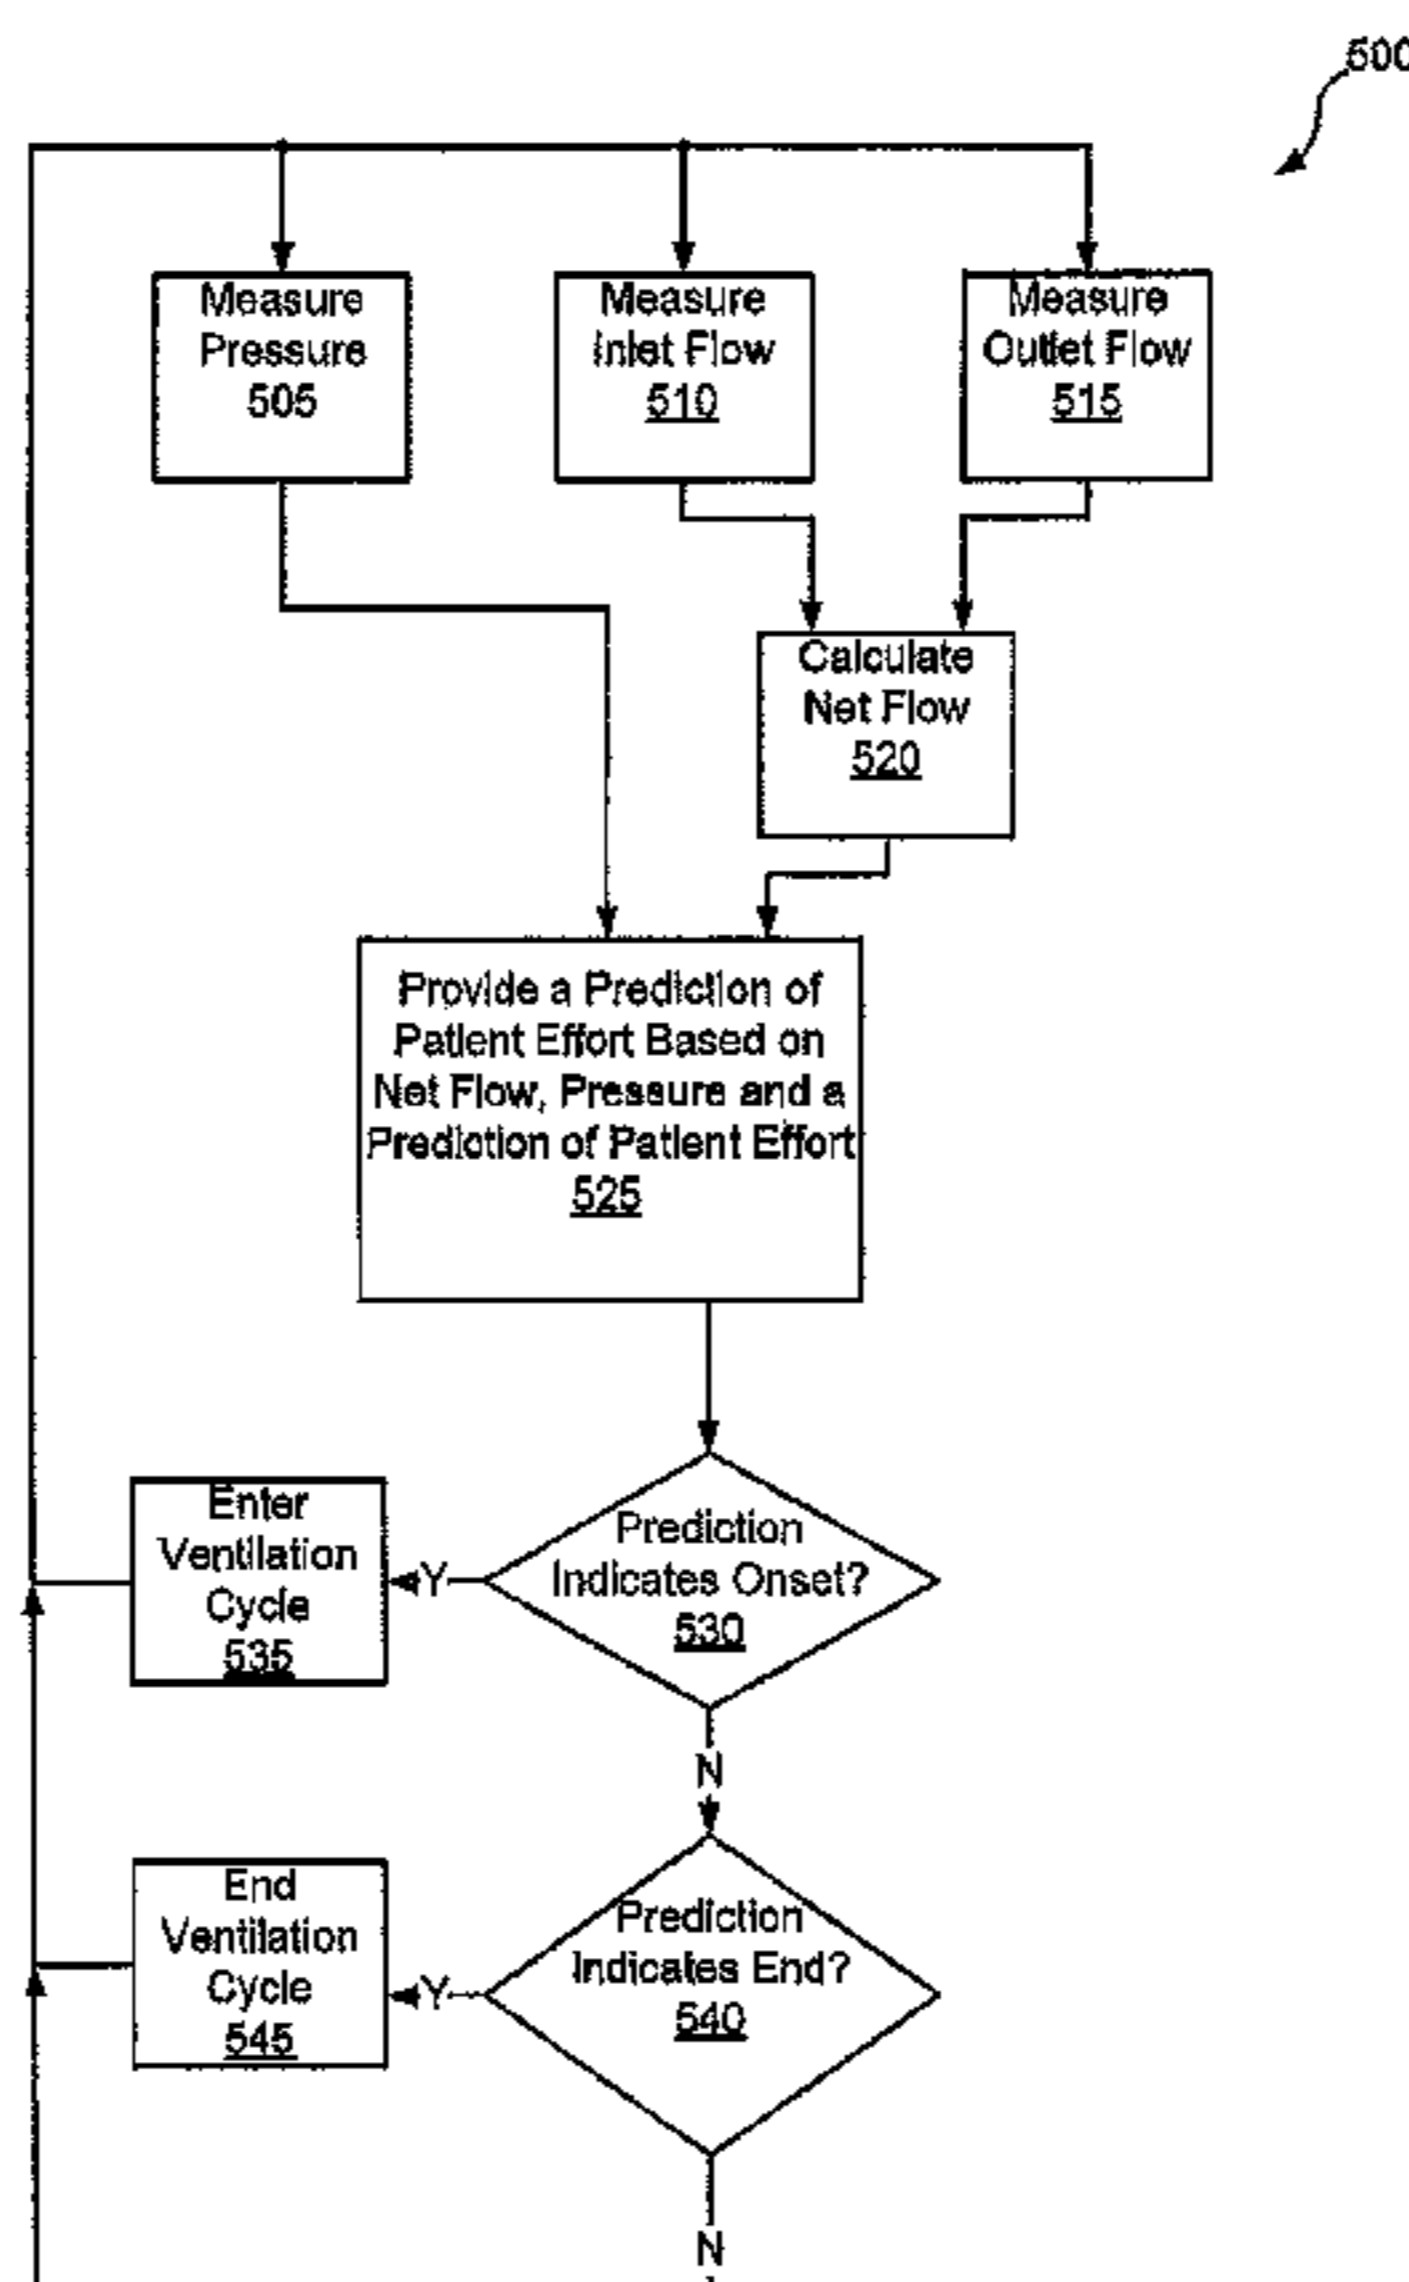 500
Measure
Pressure
505
Measure
Inlet Flow
510
Measure
Outlet Flow
515
Calculate
Net Flow
520
Provide a Prediction of
Patient Effort Based on
Net Flow, Pressure and a
Prediction of Patient Effort
525
Prediction
Indicates Onset?
530
Y
Enter
Ventilation
Cycle
535
N
Prediction
Indicates End?
540
Y
End
Ventilation
Cycle
545
N